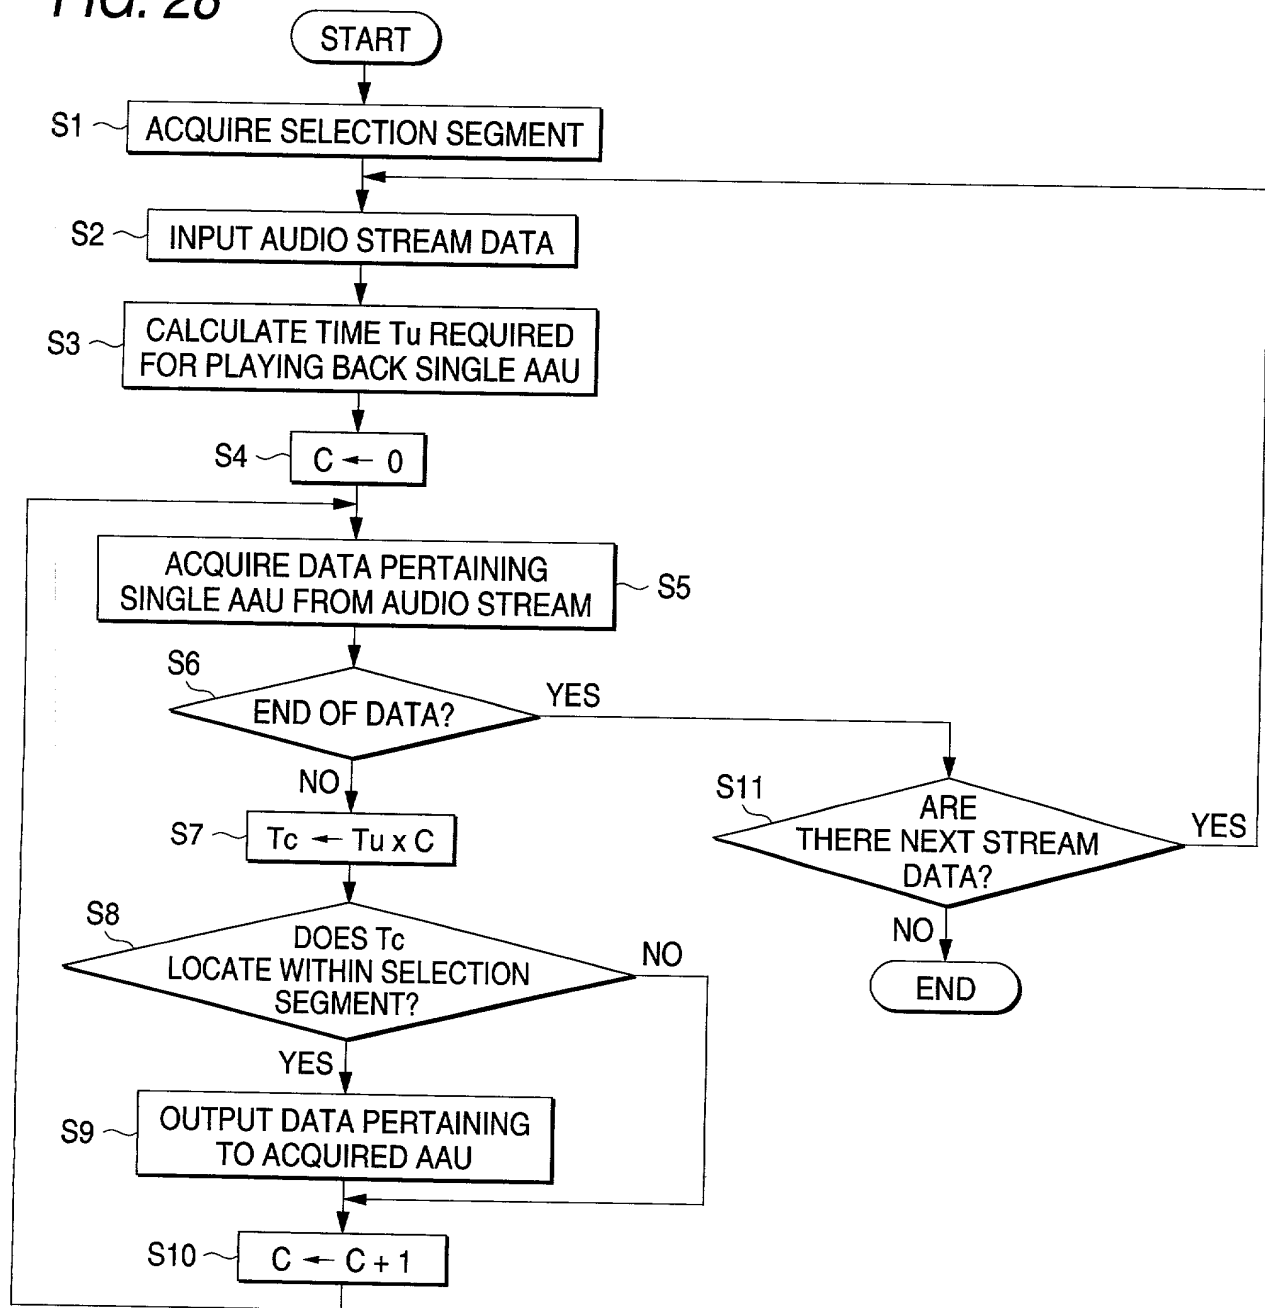 FIG. 28
START
S1
ACQUIRE SELECTION SEGMENT
S2
INPUT AUDIO STREAM DATA
S3
CALCULATE TIME Tu REQUIRED
FOR PLAYING BACK SINGLE AAU
S4
C ← 0
ACQUIRE DATA PERTAINING
SINGLE AAU FROM AUDIO STREAM
S5
S6
END OF DATA?
YES
NO
S7
Tc ← Tu x C
S8
DOES Tc
LOCATE WITHIN SELECTION
SEGMENT?
NO
YES
S9
OUTPUT DATA PERTAINING
TO ACQUIRED AAU
S10
C ← C + 1
S11
ARE
THERE NEXT STREAM
DATA?
YES
NO
END